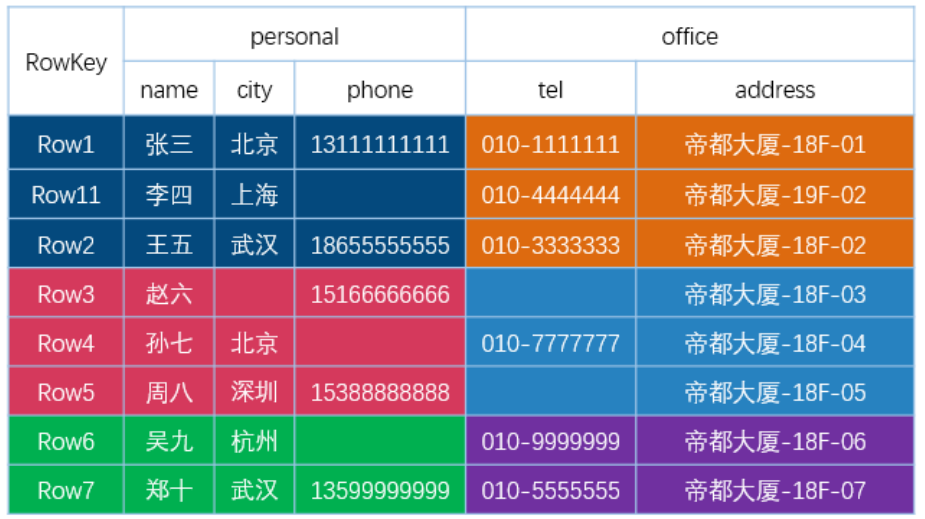 RowKey personal office
name city phone tel address
Row1 张三 北京 13111111111 010-1111111 帝都大厦-18F-01
Row11 李四 上海 010-4444444 帝都大厦-19F-02
Row2 王五 武汉 18655555555 010-3333333 帝都大厦-18F-02
Row3 赵六 15166666666 帝都大厦-18F-03
Row4 孙七 北京 010-7777777 帝都大厦-18F-04
Row5 周八 深圳 15388888888 帝都大厦-18F-05
Row6 吴九 杭州 010-9999999 帝都大厦-18F-06
Row7 郑十 武汉 13599999999 010-5555555 帝都大厦-18F-07